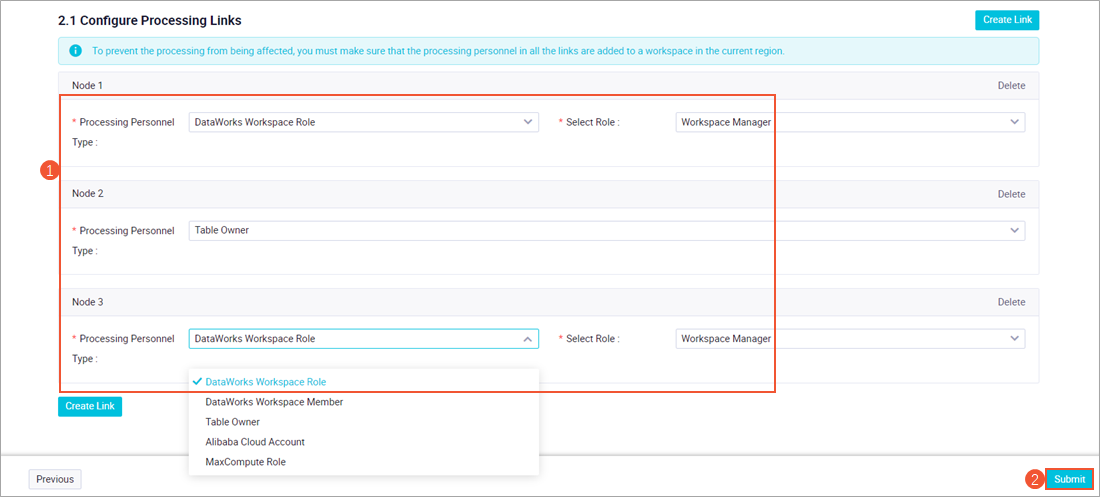 2.1 Configure Processing Links
Create Link
To prevent the processing from being affected, you must make sure that the processing personnel in all the links are added to a workspace in the current region.
Node 1
Delete
* Processing Personnel Type :
DataWorks Workspace Role
* Select Role :
Workspace Manager
1
Node 2
Delete
* Processing Personnel Type :
Table Owner
Node 3
Delete
* Processing Personnel Type :
DataWorks Workspace Role
* Select Role :
Workspace Manager
DataWorks Workspace Role
DataWorks Workspace Member
Table Owner
Alibaba Cloud Account
MaxCompute Role
Create Link
Previous
2
Submit